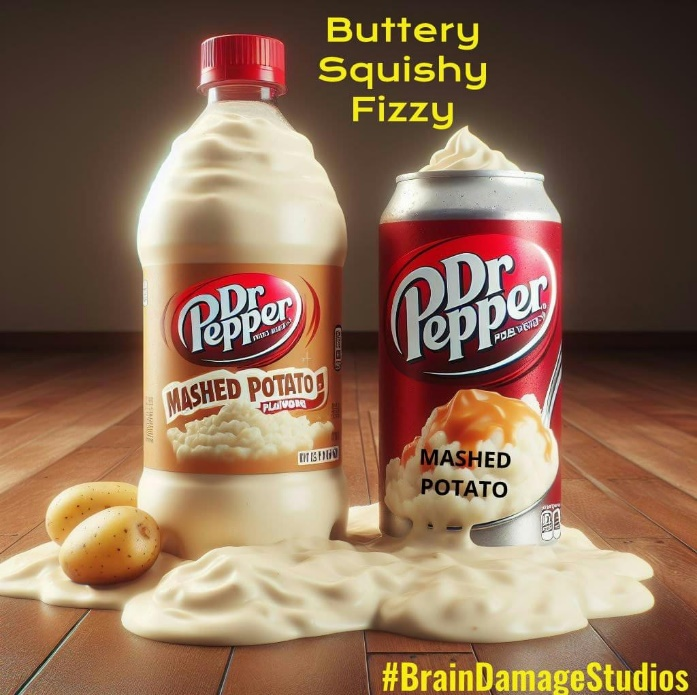 Buttery
Squishy
Fizzy
Dr
Pepper
MASHED POTATO
Dr
Pepper
MASHED
POTATO
#BrainDamageStudios